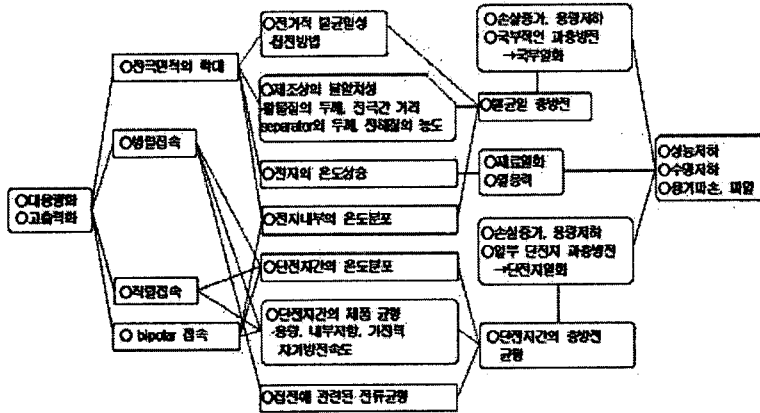 ○대용량화
○고출력화
○전극면적의 확대
○병렬접속
○직렬접속
○ bipolar 접속
○전기적 불균일성
-집전방법
○제조상의 불일치성
-활물질의 두께, 전극간 거리
separator의 두께, 전해질의 농도
○전지의 온도상승
○전지내부의 온도분포
○단전지간의 온도분포
○단전지간의 제품 균형
-용량, 내부저항, 기전력
자기방전속도
○집전에 관련된 전류균형
○손실증가, 용량저하
○국부적인 과충방전
→국부열화
○불균일 충방전
○재료열화
○열응력
○손실증가, 용량저하
○일부 단전지 과충방전
→단전지열화
○단전지간의 충방전
균형
○성능저하
○수명저하
○용기파손, 파열